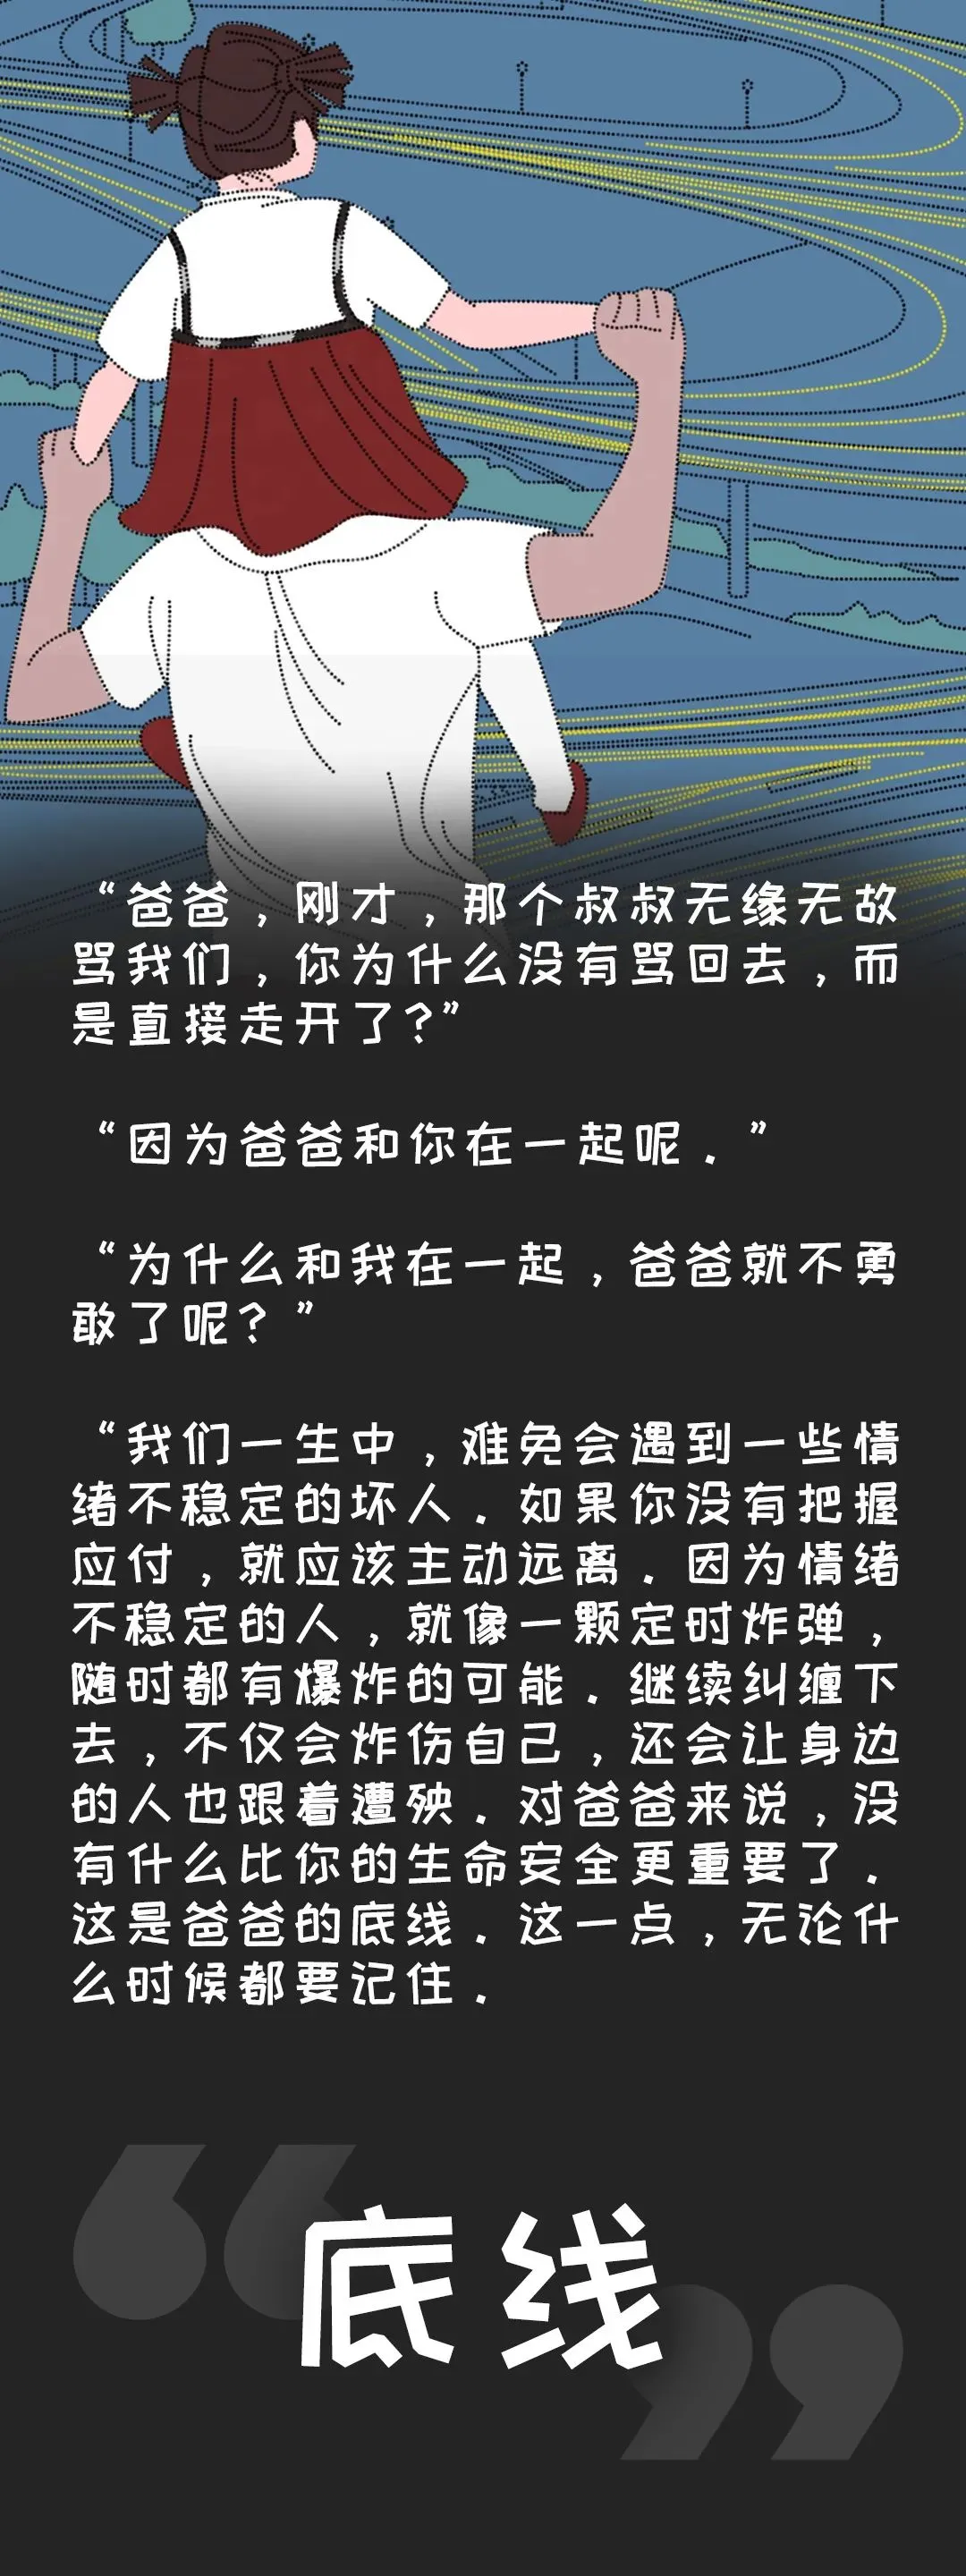 “爸爸，刚才，那个叔叔无缘无故
骂我们，你为什么没有骂回去，而
是直接走开了?”
“因为爸爸和你在一起呢．”
“为什么和我在一起，爸爸就不勇
敢了呢？”
“我们一生中，难免会遇到一些情
绪不稳定的坏人．如果你没有把握
应付，就应该主动远离．因为情绪
不稳定的人，就像一颗定时炸弹，
随时都有爆炸的可能．继续纠缠下
去，不仅会炸伤自己，还会让身边
的人也跟着遭殃．对爸爸来说，没
有什么比你的生命安全更重要了．
这是爸爸的底线．这一点，无论什
么时候都要记住．
“底线”